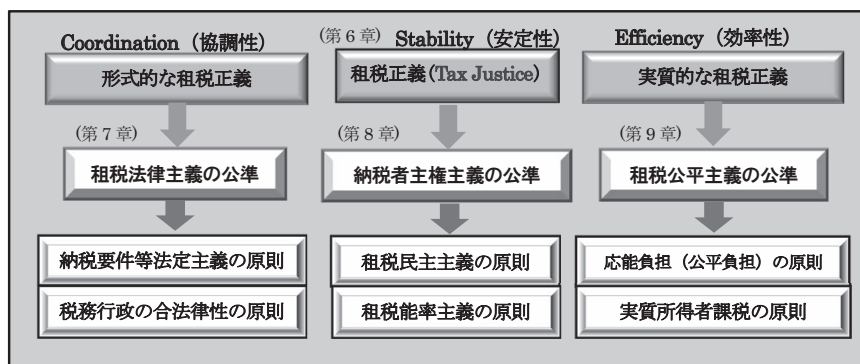 Coordination（協調性）
形式的な租税正義
(第７章)
租税法律主義の公準
納税要件等法定主義の原則
税務行政の合法律性の原則
(第６章) Stability（安定性）
租税正義(Tax Justice)
(第８章)
納税者主権主義の公準
租税民主主義の原則
租税能率主義の原則
Efficiency（効率性）
実質的な租税正義
(第９章)
租税公平主義の公準
応能負担（公平負担）の原則
実質所得者課税の原則